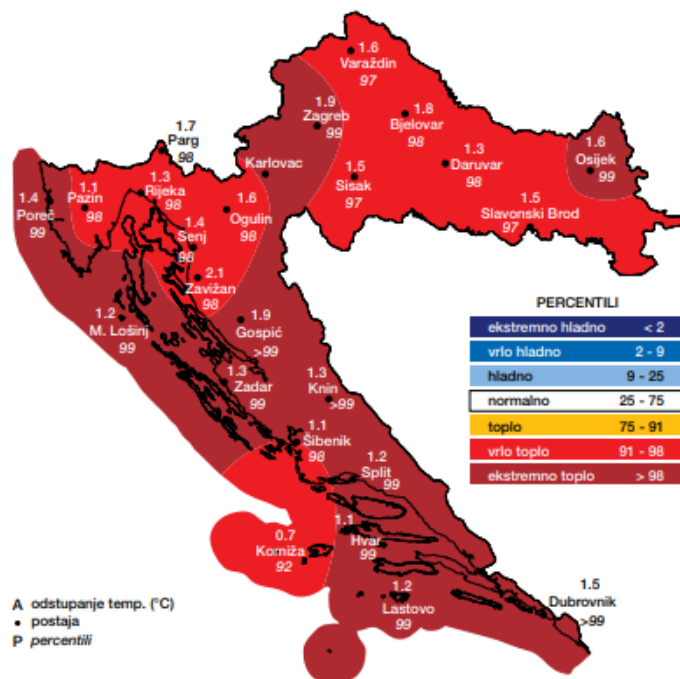 1.6
Varaždin
97
1.9
Zagreb
99
1.8
Bjelovar
98
1.7
Parg
98
Karlovac
1.5
Sisak
97
1.3
Daruvar
98
1.6
Osijek
99
1.5
Slavonski Brod
97
1.4
Poreč
99
1.1
Pazin
98
1.3
Rijeka
98
1.6
Ogulin
98
1.4
Senj
98
2.1
Zavižan
98
1.2
M. Lošinj
99
1.9
Gospić
>99
1.3
Zadar
99
1.3
Knin
>99
1.1
Šibenik
98
1.2
Split
99
0.7
Komiža
92
1.1
Hvar
99
1.2
Lastovo
99
1.5
Dubrovnik
>99
PERCENTILI
ekstremno hladno < 2
vrlo hladno 2 - 9
hladno 9 - 25
normalno 25 - 75
toplo 75 - 91
vrlo toplo 91 - 98
ekstremno toplo > 98
A odstupanje temp. (°C)
• postaja
P percentili